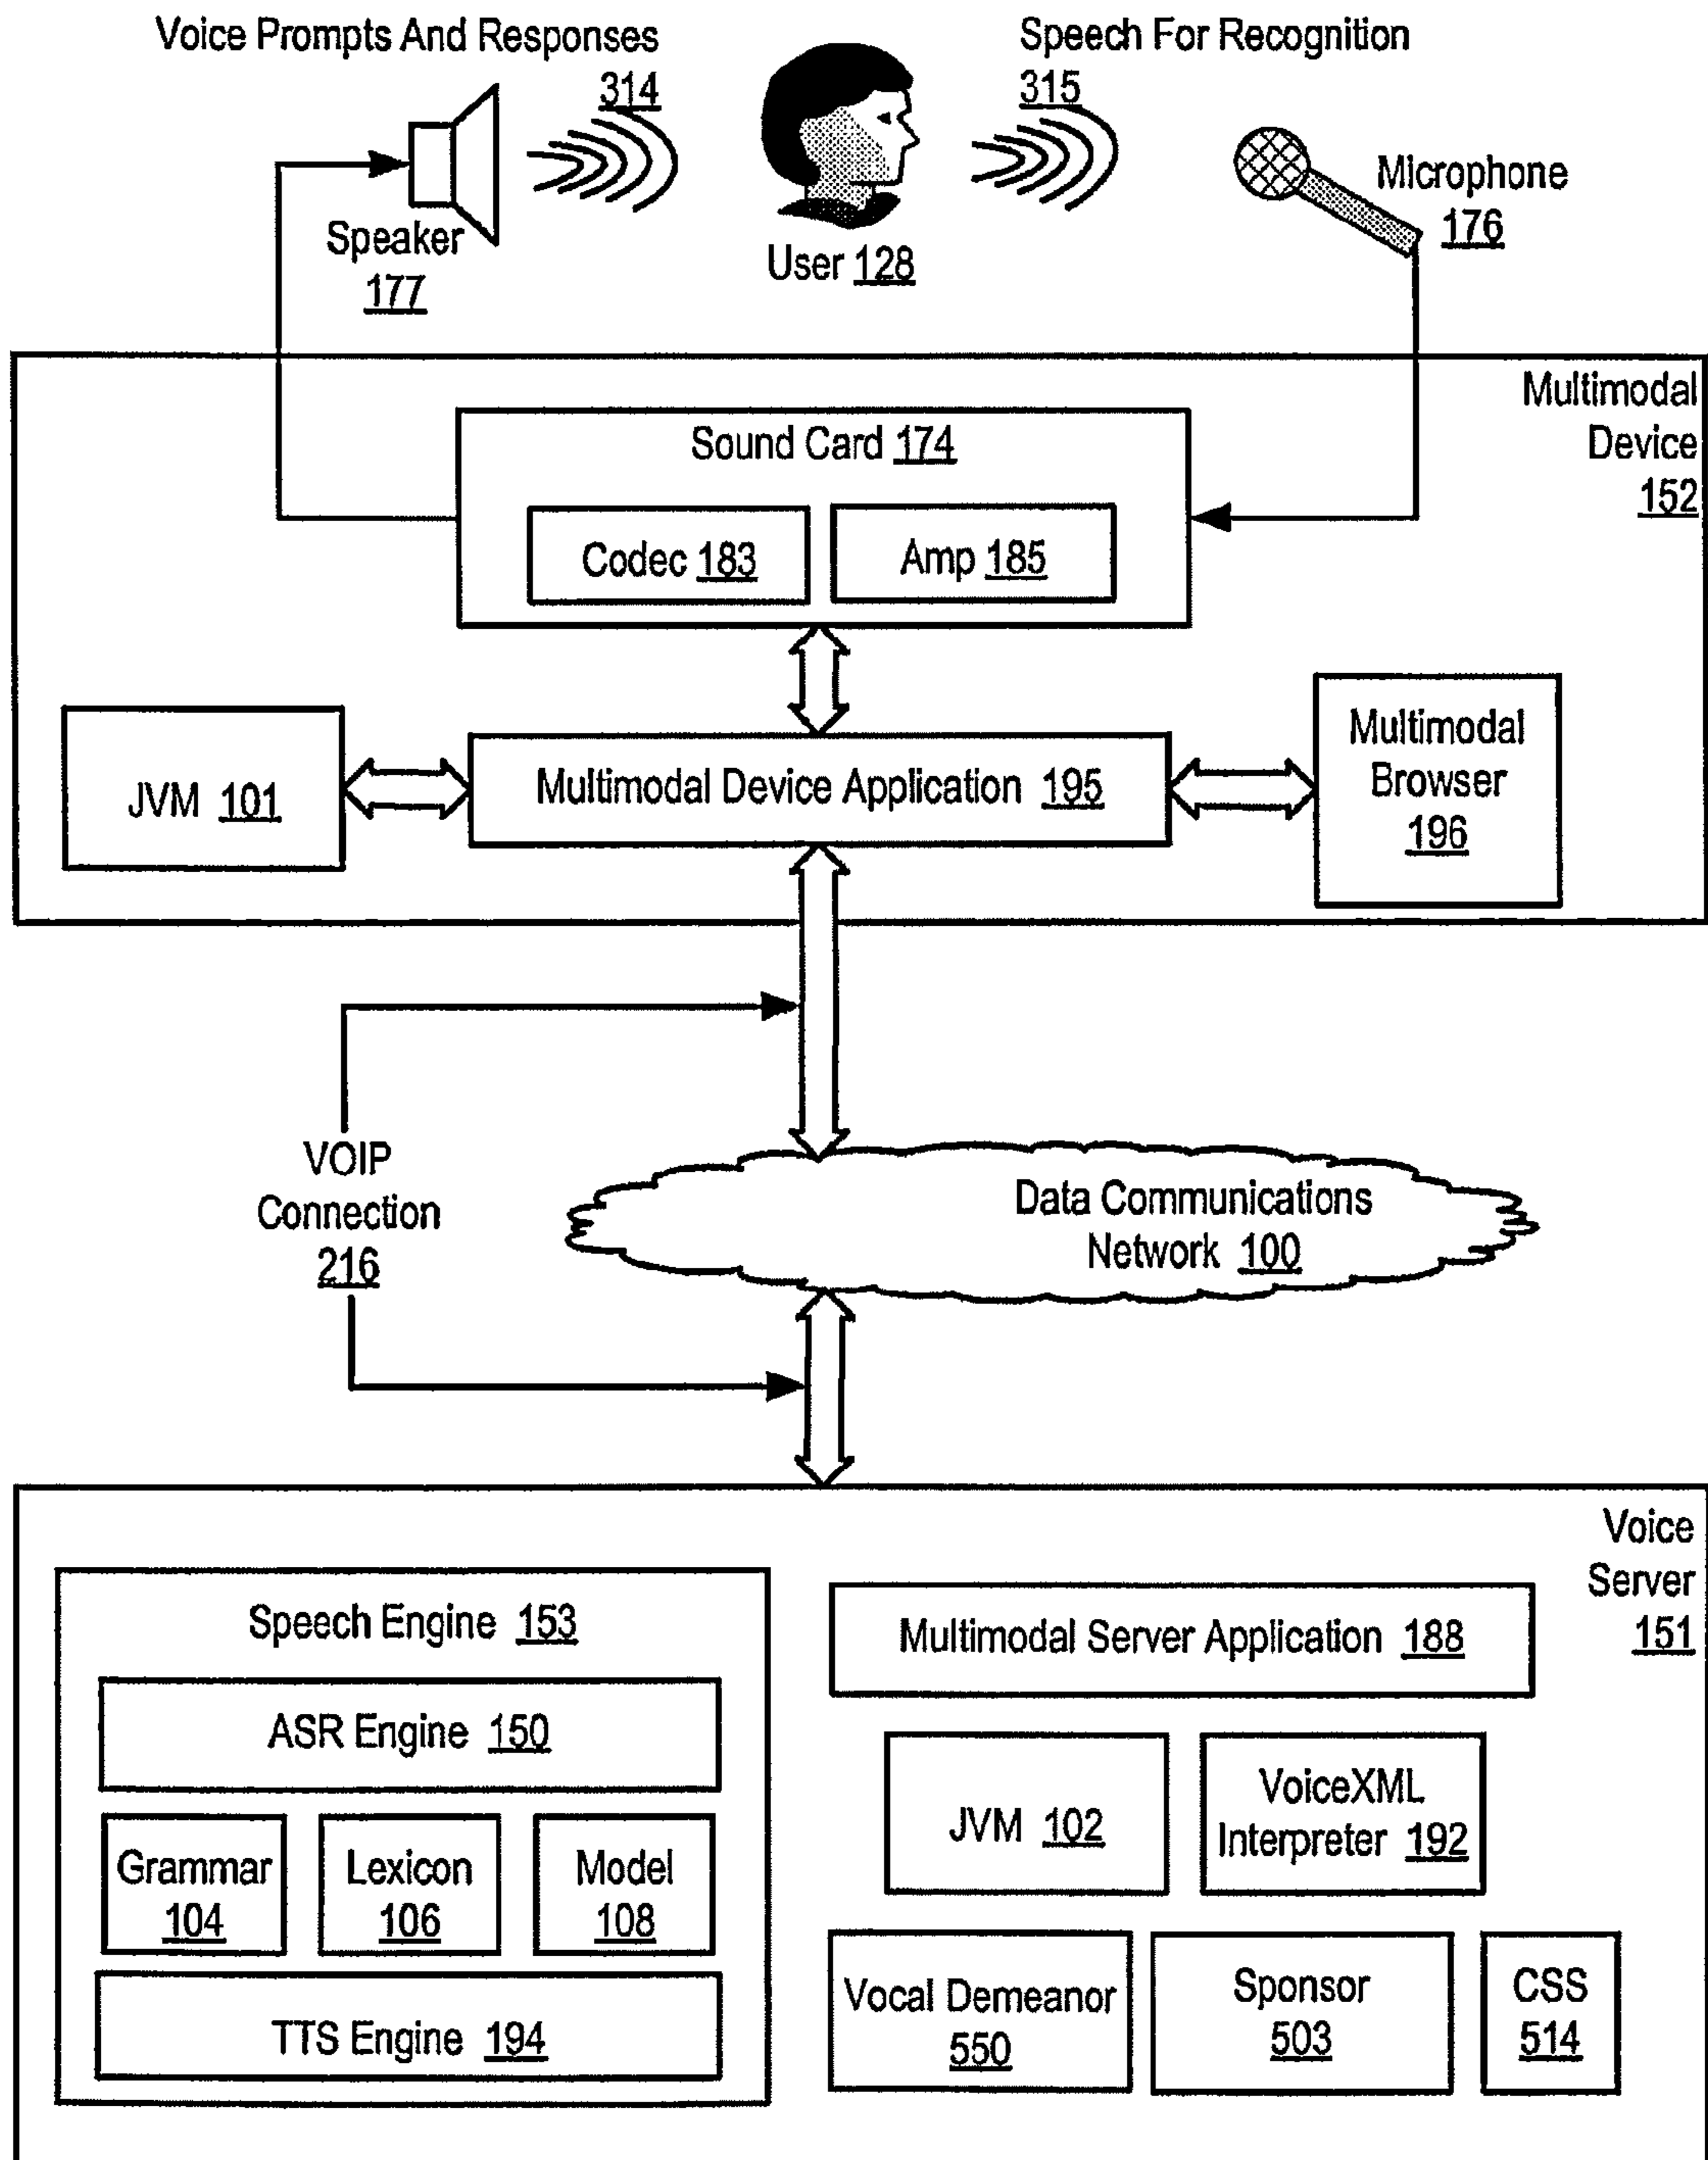 Voice Prompts And Responses
314
Speech For Recognition
315
Speaker
177
User 128
Microphone
176
Multimodal
Device
152
Sound Card 174
Codec 183
Amp 185
JVM 101
Multimodal Device Application 195
Multimodal
Browser
196
VOIP
Connection
216
Data Communications
Network 100
Voice
Server
151
Speech Engine 153
ASR Engine 150
Grammar
104
Lexicon
106
Model
108
TTS Engine 194
Multimodal Server Application 188
JVM 102
VoiceXML
Interpreter 192
Vocal Demeanor
550
Sponsor
503
CSS
514